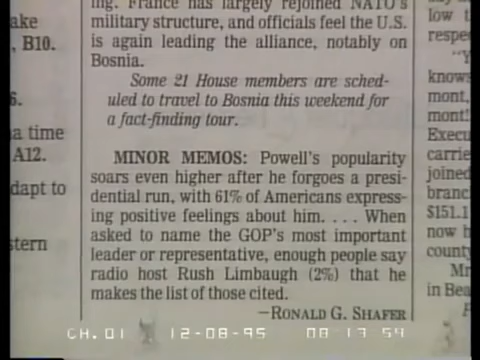 ing. France has largely rejoined NATO's
military structure, and officials feel the U.S.
is again leading the alliance, notably on
Bosnia.
Some 21 House members are sched-
uled to travel to Bosnia this weekend for
a fact-finding tour.
MINOR MEMOS: Powell's popularity
soars even higher after he forgoes a presi-
dential run, with 61% of Americans express-
ing positive feelings about him. . . . When
asked to name the GOP's most important
leader or representative, enough people say
radio host Rush Limbaugh (2%) that he
makes the list of those cited.
—RONALD G. SHAFER
ake
, B10.
6.
a time
A12.
dapt to
stern
low t
respe
"Y
knows
mont,
mont!
Execu
carrie
joined
branc
$151.1
now b
county
Mr
in Bea
CH.01 12-08-95 08-17 59